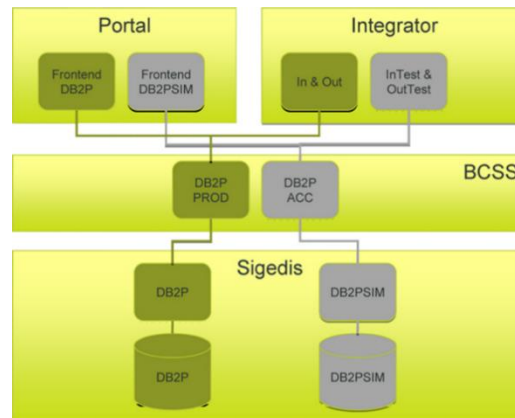 Portal
Integrator
Frontend
DB2P
Frontend
DB2PSIM
In & Out
InTest &
OutTest
BCSS
DB2P
PROD
DB2P
ACC
Sigedis
DB2P
DB2PSIM
DB2P
DB2PSIM